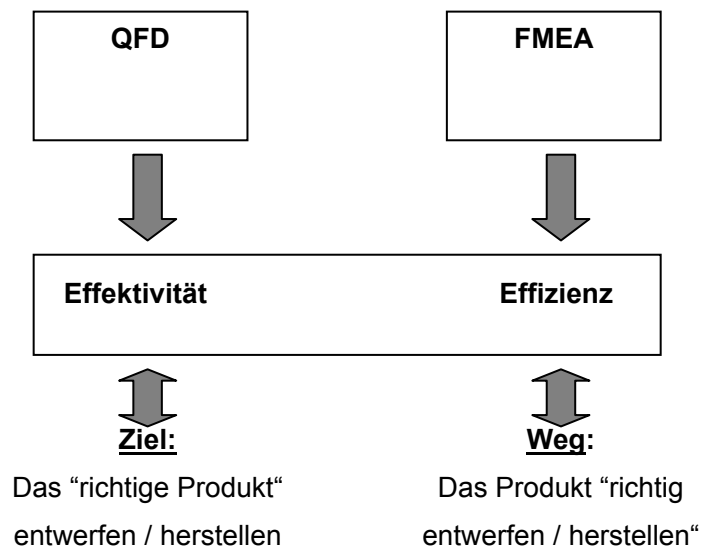 QFD
FMEA
Effektivität
Effizienz
Ziel:
Das “richtige Produkt“
entwerfen / herstellen
Weg:
Das Produkt “richtig
entwerfen / herstellen“